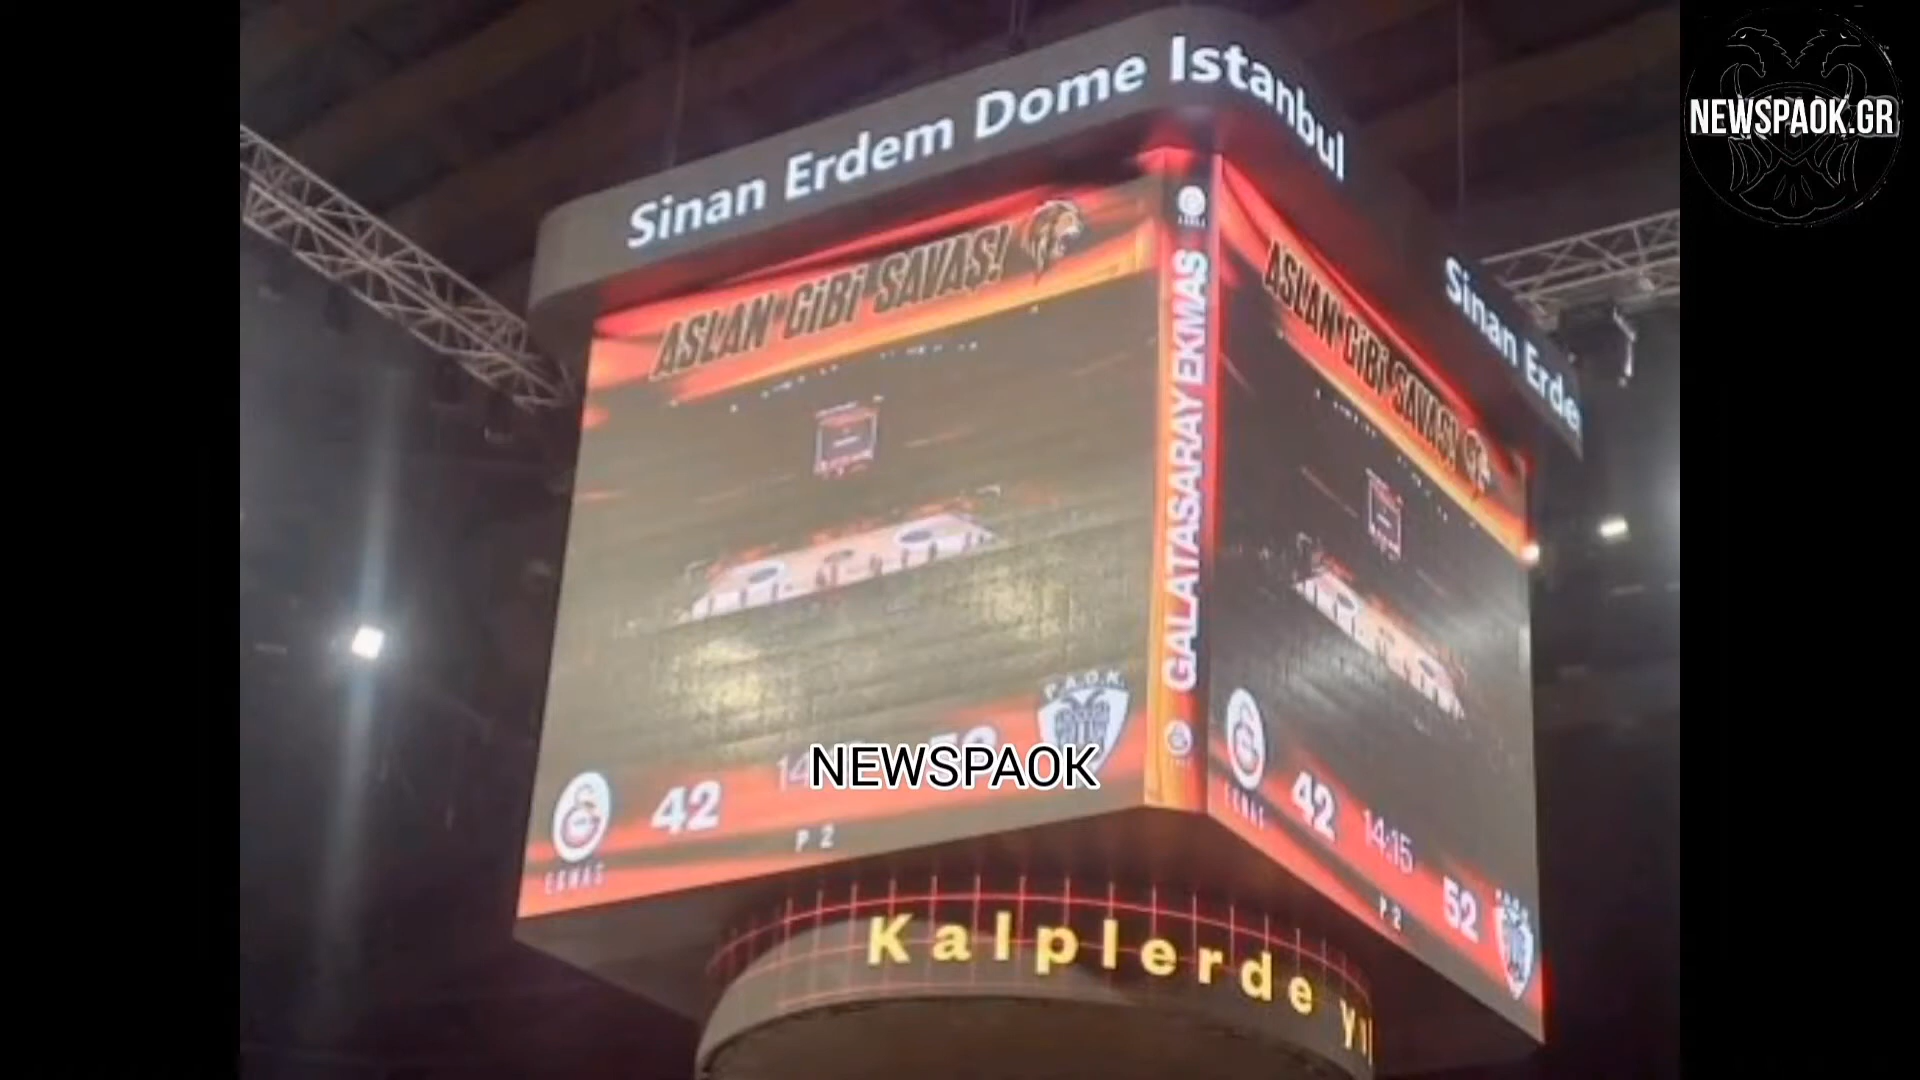 NEWSPAOK.GR
Sinan Erdem Dome Istanbul
Sinan Erde
ASLAN GİBİ SAVAŞ!
ASLAN GİBİ SAVAŞ!
GALATASARAY EKMAS
P.A.O.K.
NEWSPAOK
42
P 2
EKMAS
42
14:15
52
P 2
Kalplerde